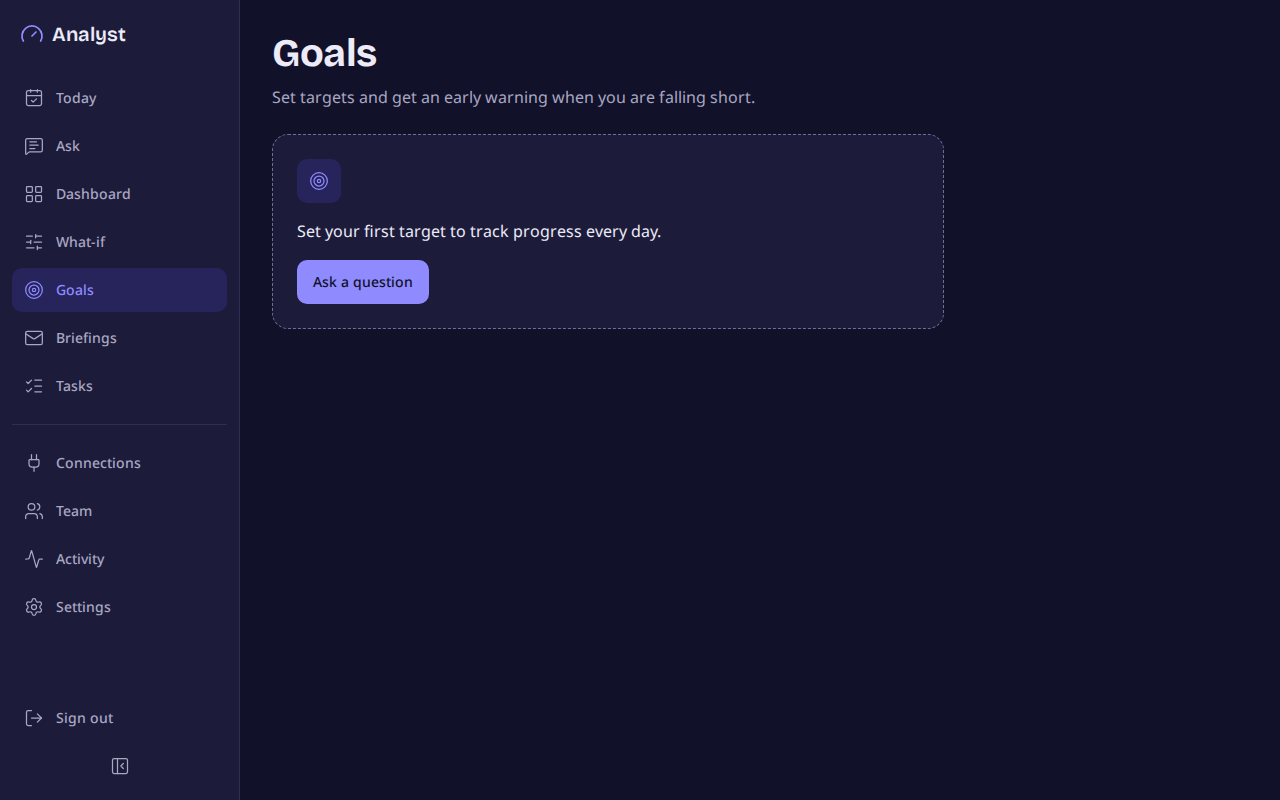 Analyst
Today
Ask
Dashboard
What-if
Goals
Briefings
Tasks
Connections
Team
Activity
Settings
Sign out
Goals
Set targets and get an early warning when you are falling short.
Set your first target to track progress every day.
Ask a question